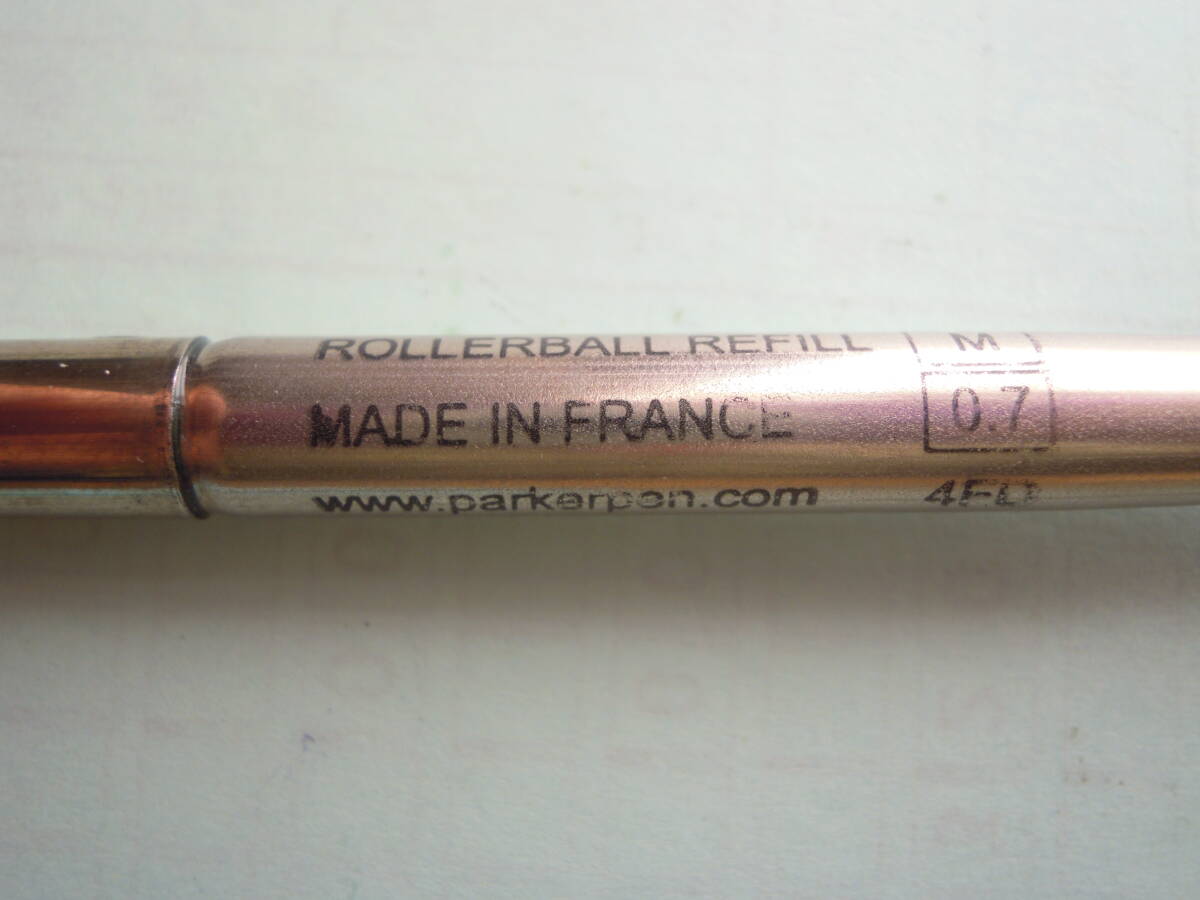 ROLLERBALL REFILL M
MADE IN FRANCE 0.7
www.parkerpen.com